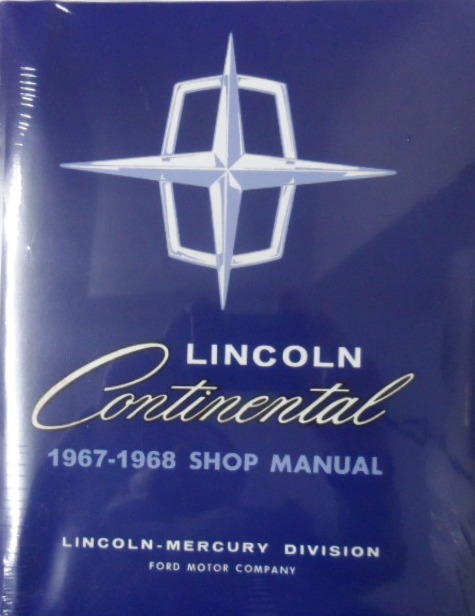 LINCOLN
Continental
1967-1968 SHOP MANUAL
LINCOLN-MERCURY DIVISION
FORD MOTOR COMPANY